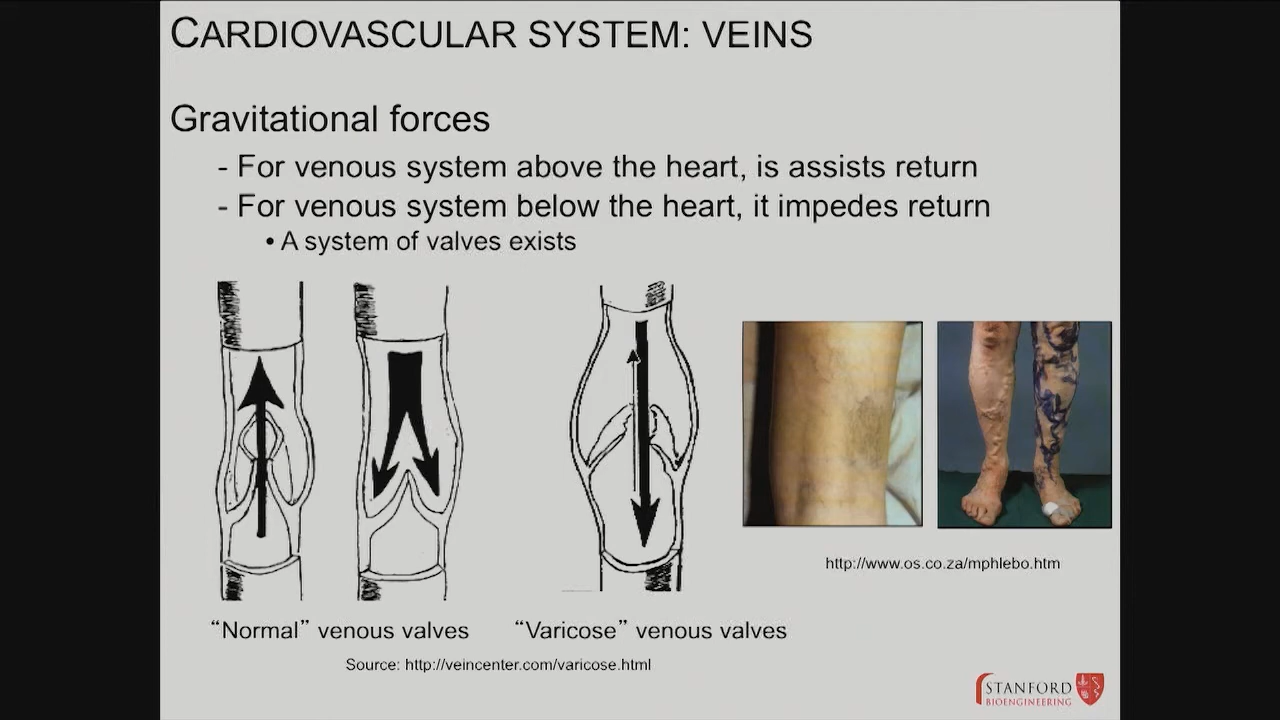 CARDIOVASCULAR SYSTEM: VEINS
Gravitational forces
- For venous system above the heart, is assists return
- For venous system below the heart, it impedes return
• A system of valves exists
http://www.os.co.za/mphlebo.htm
“Normal” venous valves
“Varicose” venous valves
Source: http://veincenter.com/varicose.html
STANFORD
BIOENGINEERING